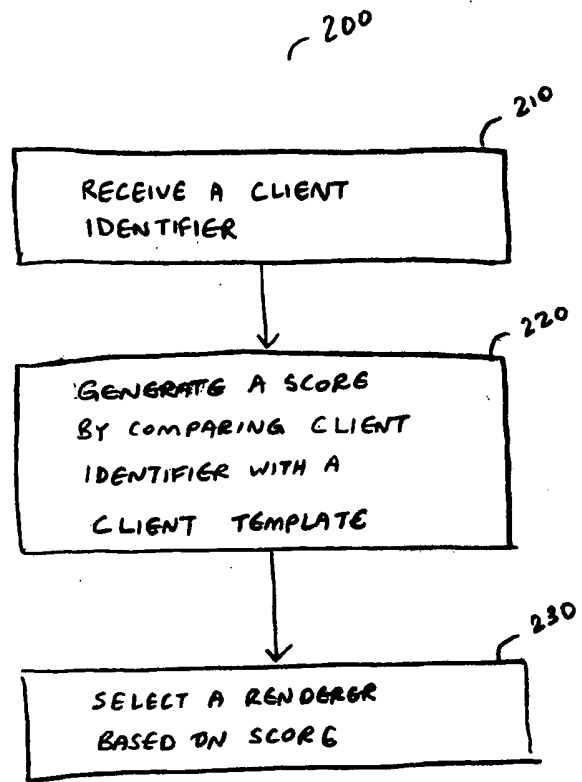 200
210
RECEIVE A CLIENT
IDENTIFIER
220
GENERATE A SCORE
BY COMPARING CLIENT
IDENTIFIER WITH A
CLIENT TEMPLATE
230
SELECT A RENDERER
BASED ON SCORE